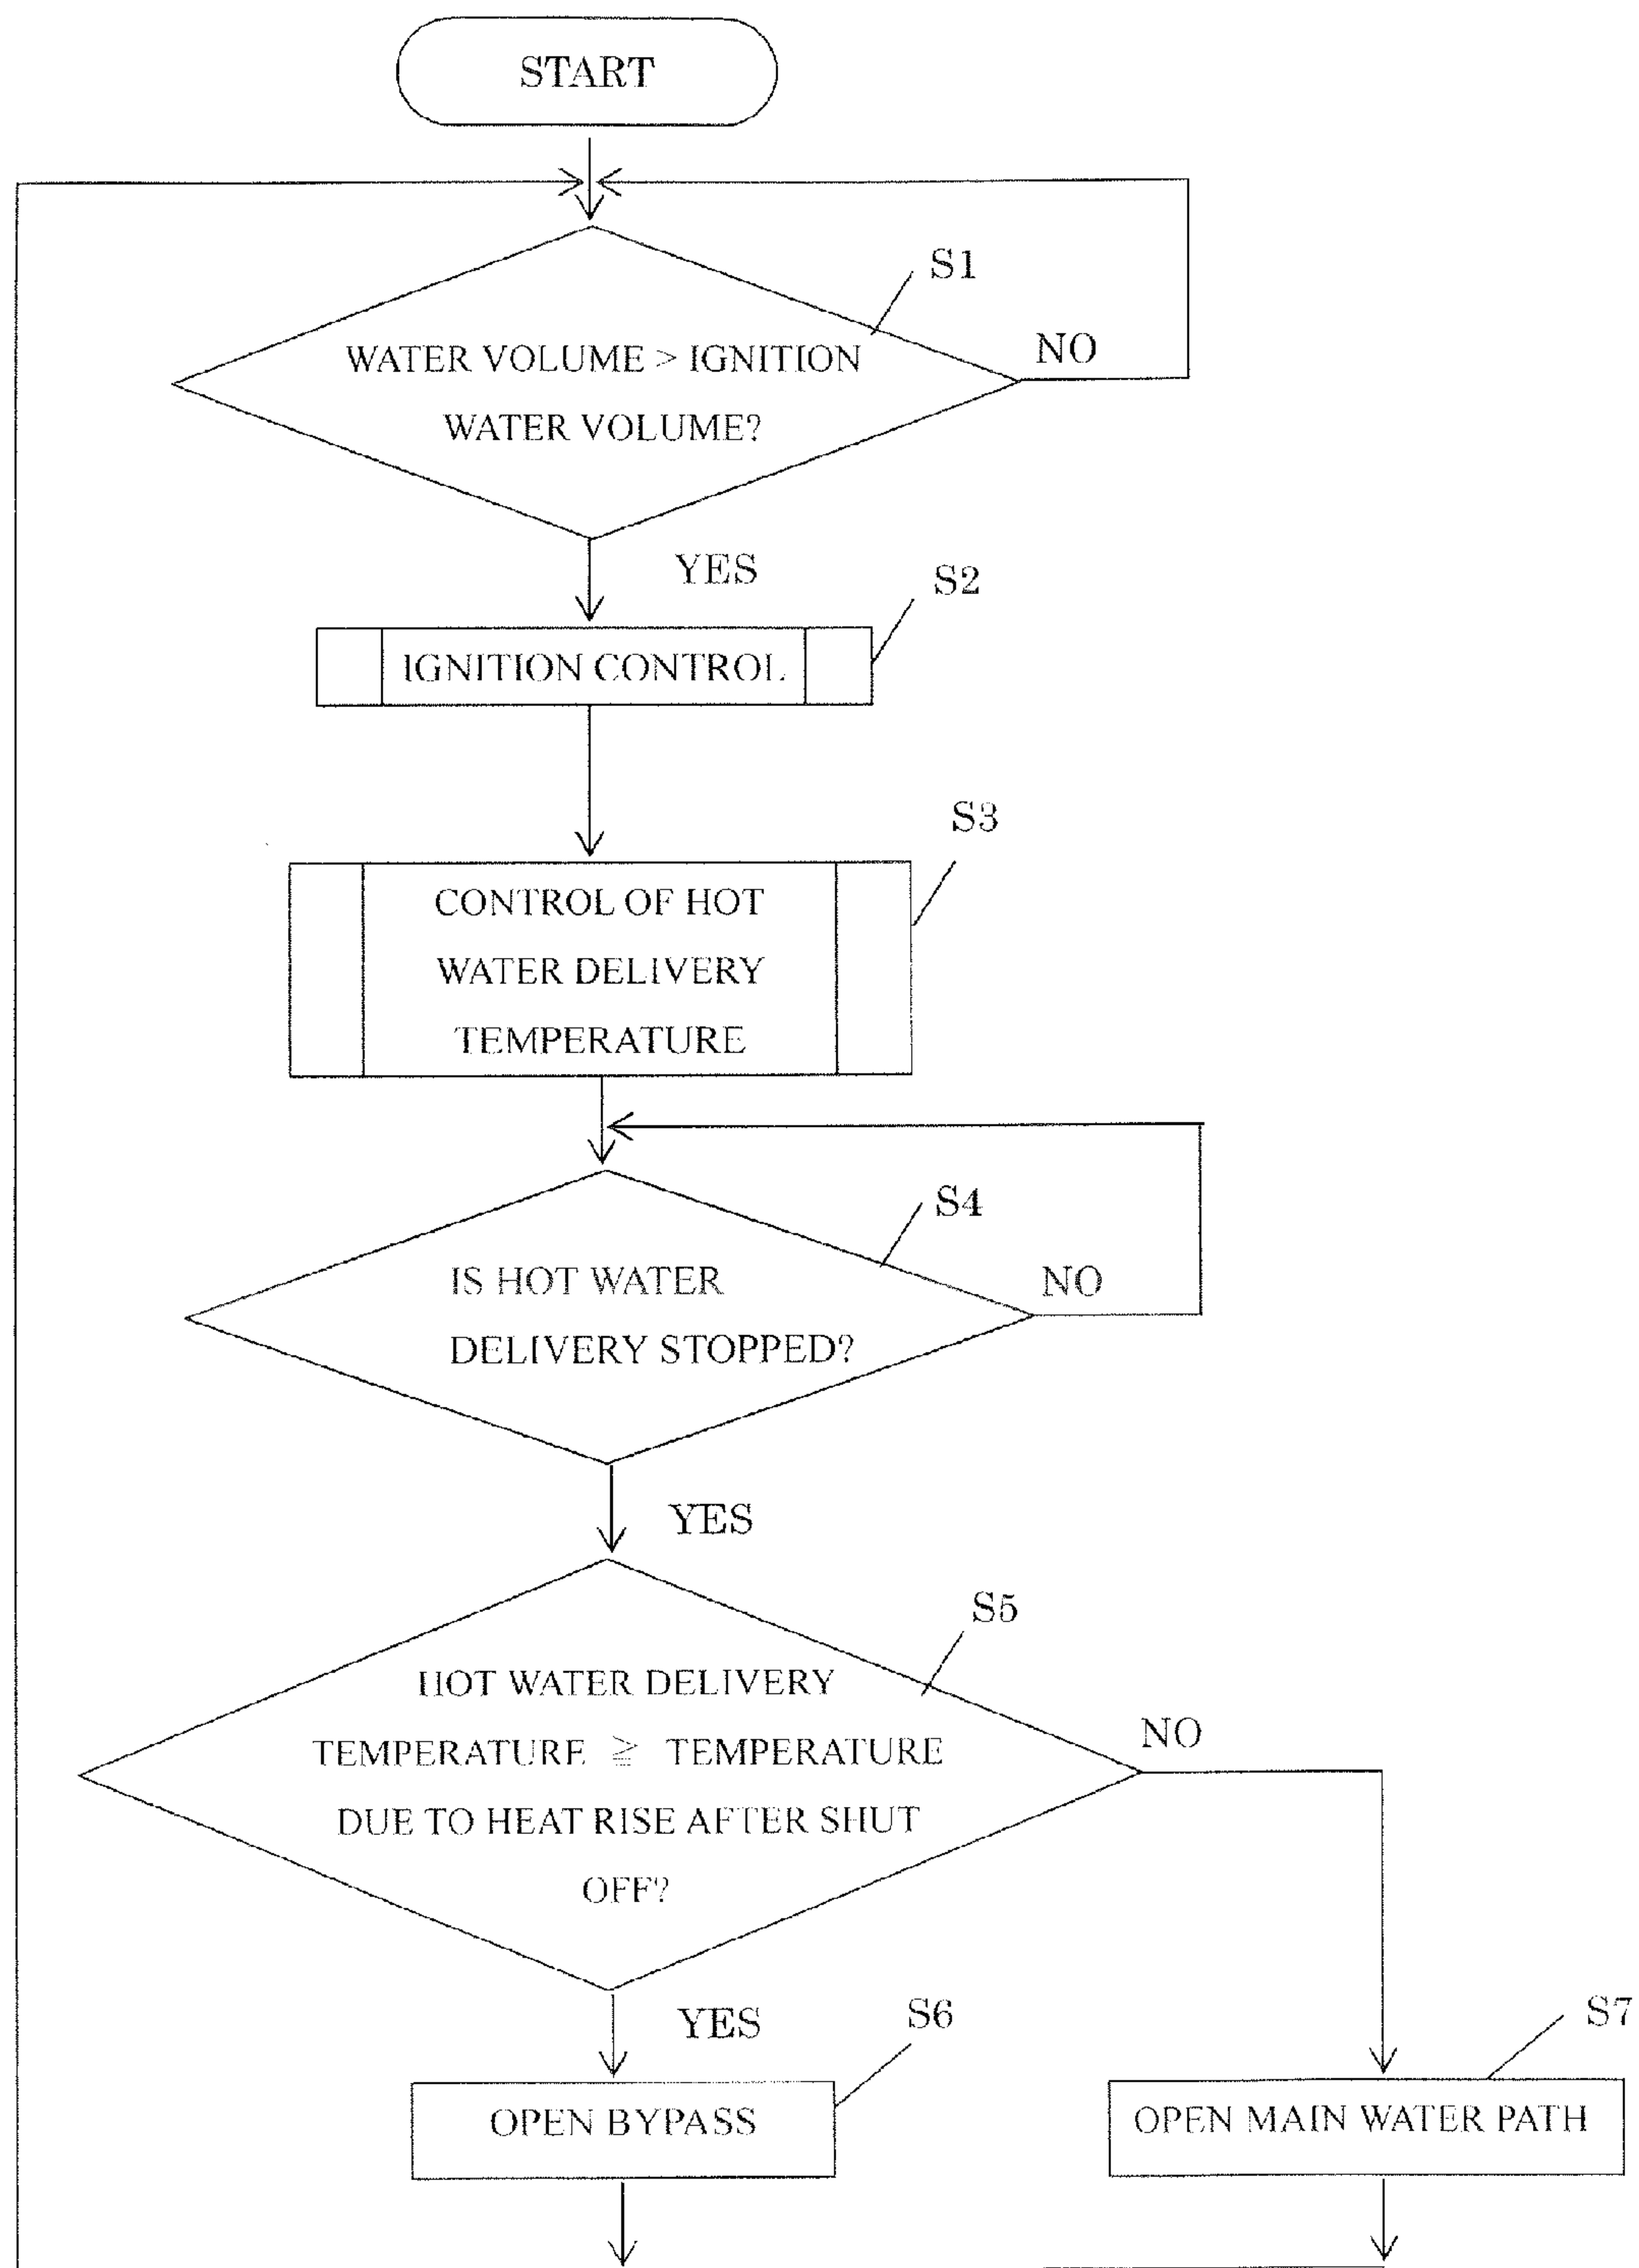 START
S1
WATER VOLUME > IGNITION
NO
WATER VOLUME?
YES
S2
IGNITION CONTROL
S3
CONTROL OF HOT
WATER DELIVERY
TEMPERATURE
S4
IS HOT WATER
NO
DELIVERY STOPPED?
YES
S5
HOT WATER DELIVERY
NO
TEMPERATURE ≧ TEMPERATURE
DUE TO HEAT RISE AFTER SHUT
OFF?
YES
S6
S7
OPEN BYPASS
OPEN MAIN WATER PATH